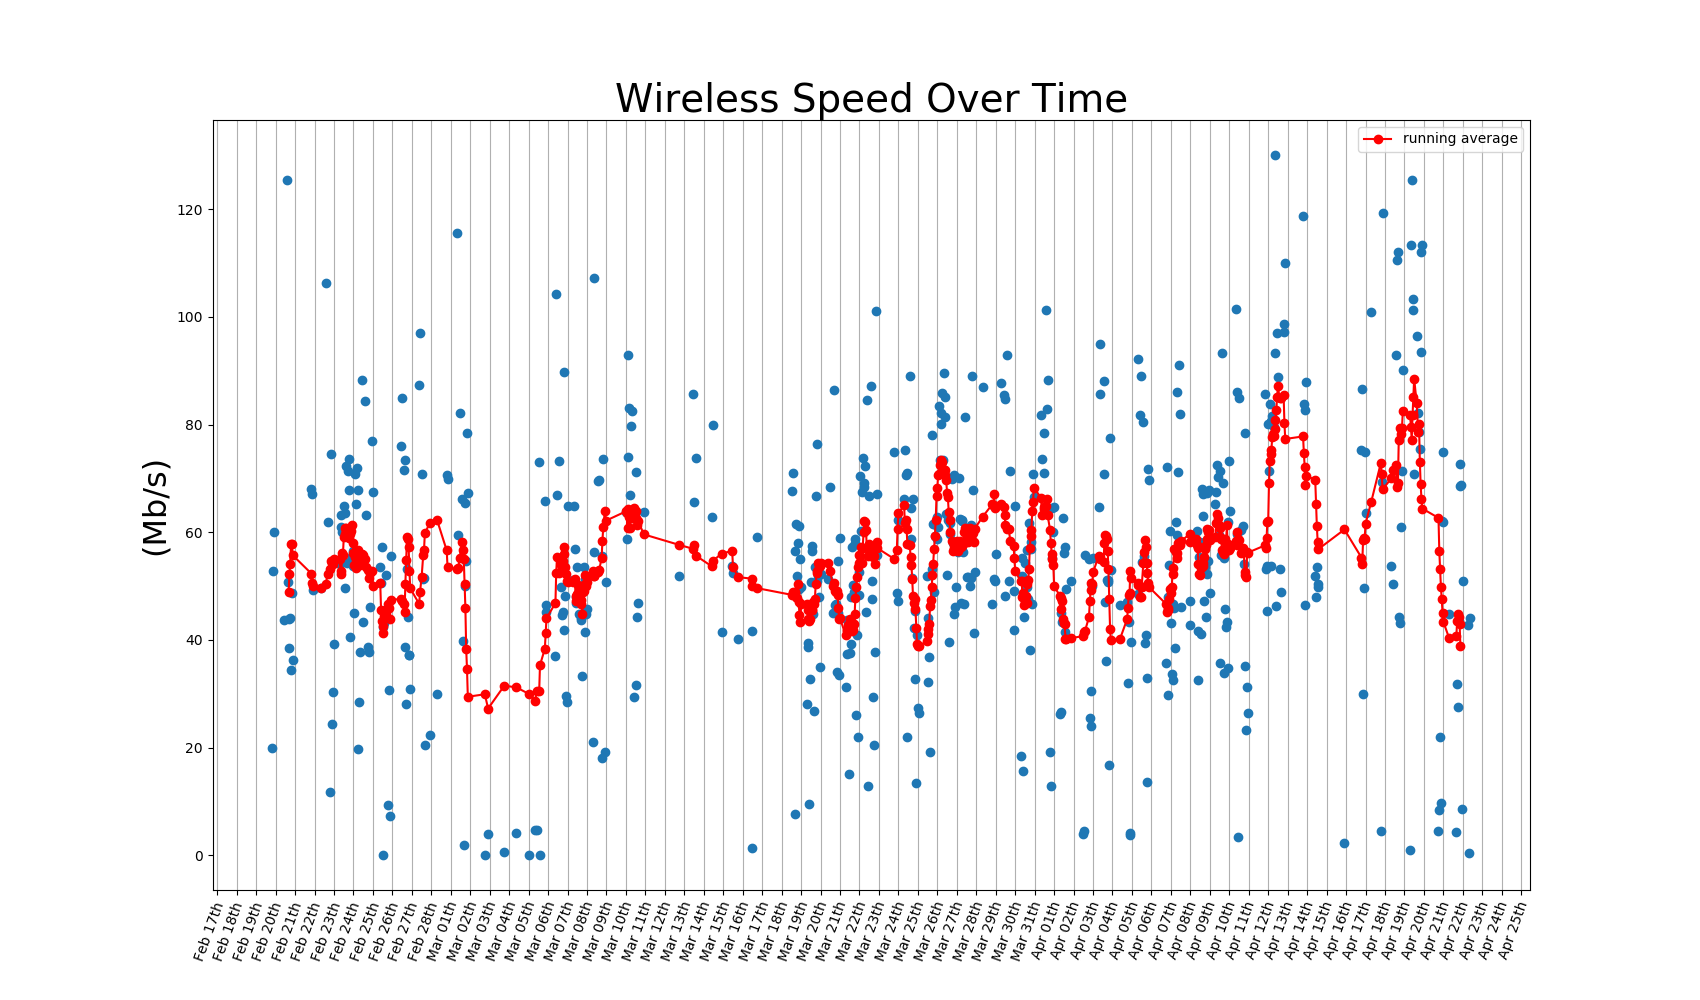 Wireless Speed Over Time
running average
(Mb/s)
120
100
80
60
40
20
0
Feb 17th
Feb 18th
Feb 19th
Feb 20th
Feb 21th
Feb 22th
Feb 23th
Feb 24th
Feb 25th
Feb 26th
Feb 27th
Feb 28th
Mar 01th
Mar 02th
Mar 03th
Mar 04th
Mar 05th
Mar 06th
Mar 07th
Mar 08th
Mar 09th
Mar 10th
Mar 11th
Mar 12th
Mar 13th
Mar 14th
Mar 15th
Mar 16th
Mar 17th
Mar 18th
Mar 19th
Mar 20th
Mar 21th
Mar 22th
Mar 23th
Mar 24th
Mar 25th
Mar 26th
Mar 27th
Mar 28th
Mar 29th
Mar 30th
Mar 31th
Apr 01th
Apr 02th
Apr 03th
Apr 04th
Apr 05th
Apr 06th
Apr 07th
Apr 08th
Apr 09th
Apr 10th
Apr 11th
Apr 12th
Apr 13th
Apr 14th
Apr 15th
Apr 16th
Apr 17th
Apr 18th
Apr 19th
Apr 20th
Apr 21th
Apr 22th
Apr 23th
Apr 24th
Apr 25th